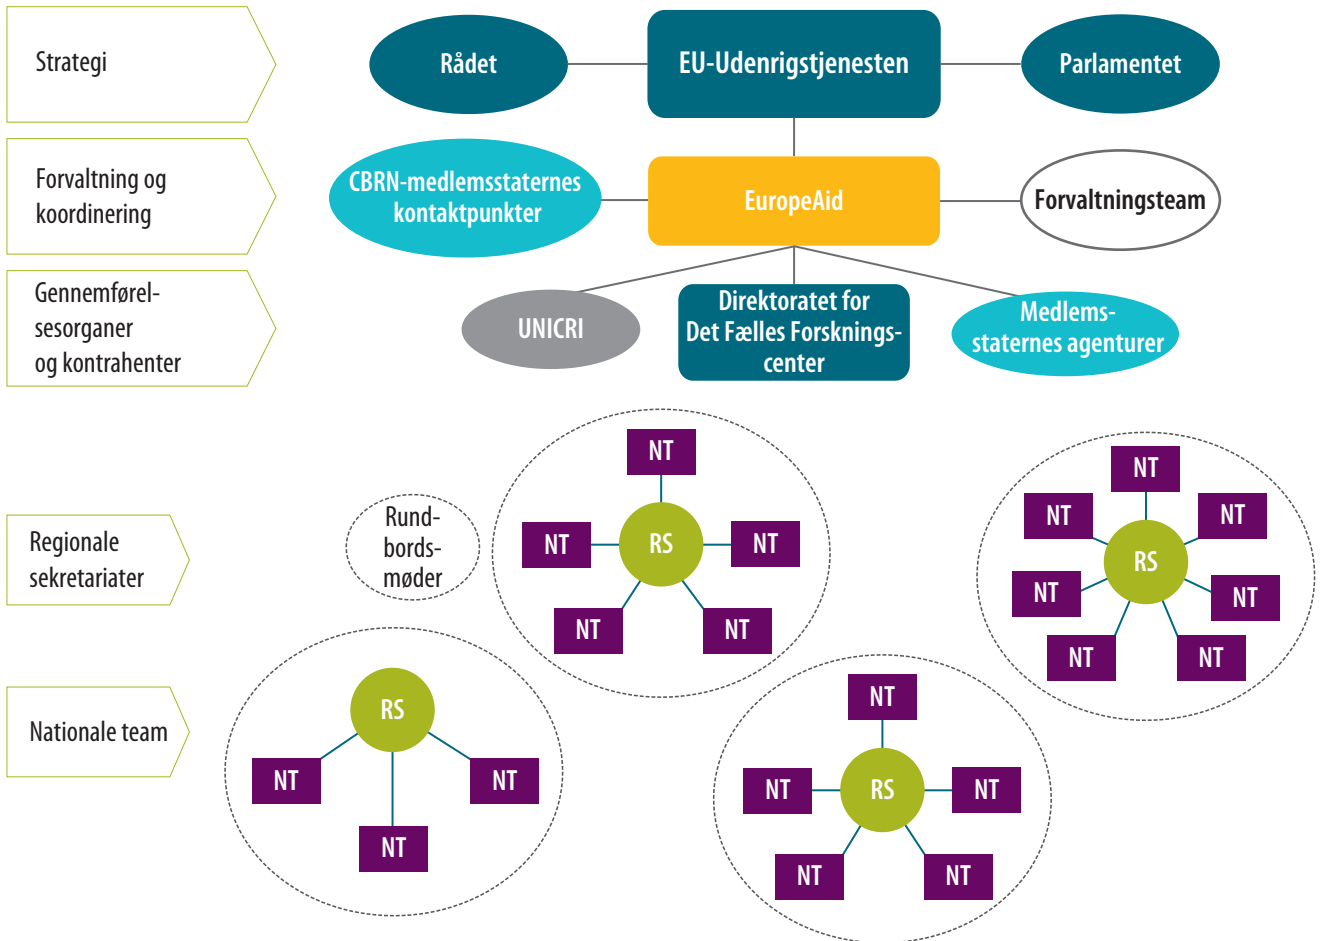 Strategi
Rådet
EU-Udenrigstjenesten
Parlamentet
Forvaltning og
koordinering
CBRN-medlemsstaternes
kontaktpunkter
EuropeAid
Forvaltningsteam
Gennemførel-
sesorganer
og kontrahenter
UNICRI
Direktoratet for
Det Fælles Forsknings-
center
Medlems-
staternes agenturer
Regionale
sekretariater
Rund-
bords-
møder
NT
NT
RS
NT
NT
NT
NT
NT
NT
RS
NT
NT
NT
NT
Nationale team
RS
NT
NT
NT
NT
NT
RS
NT
NT
NT